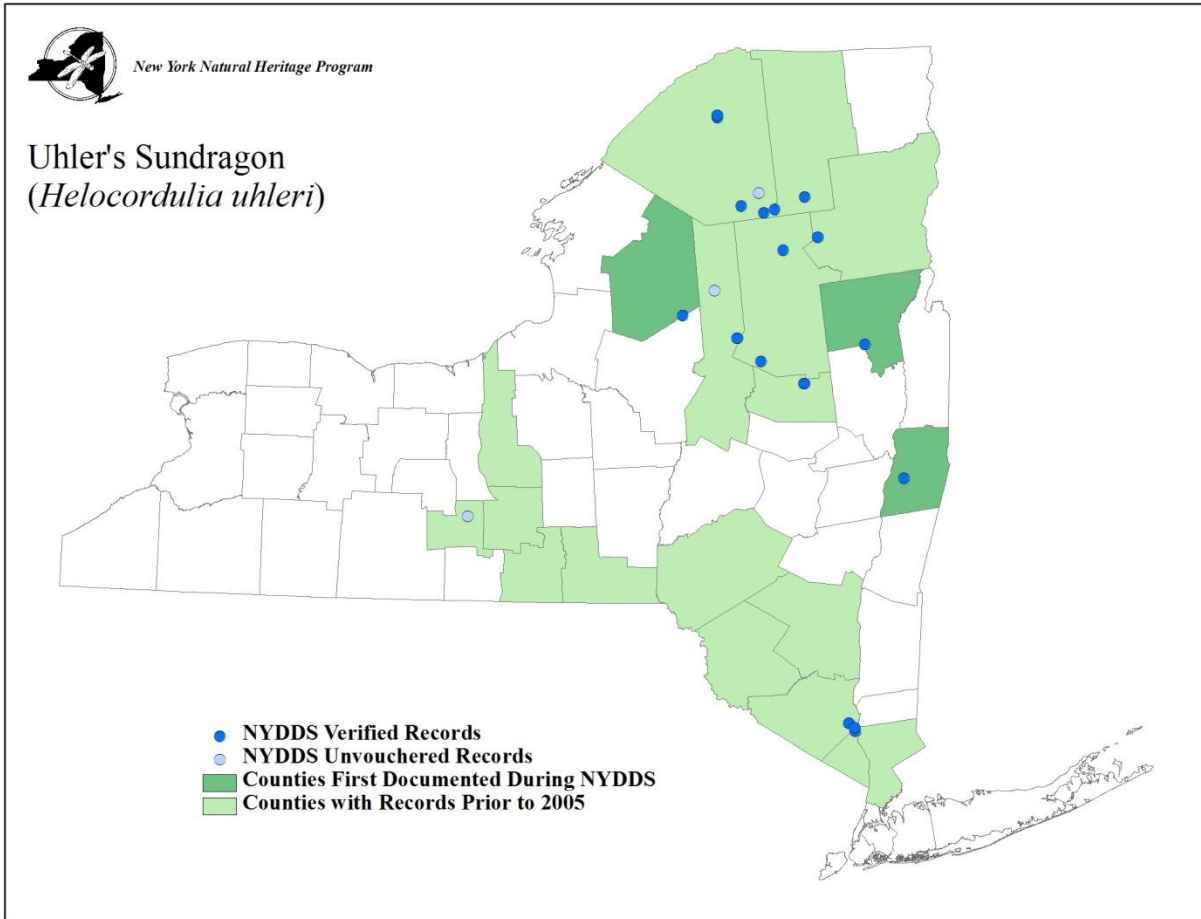 New York Natural Heritage Program
Uhler's Sundragon
(Helocordulia uhleri)
NYDDS Verified Records
NYDDS Unvouchered Records
Counties First Documented During NYDDS
Counties with Records Prior to 2005